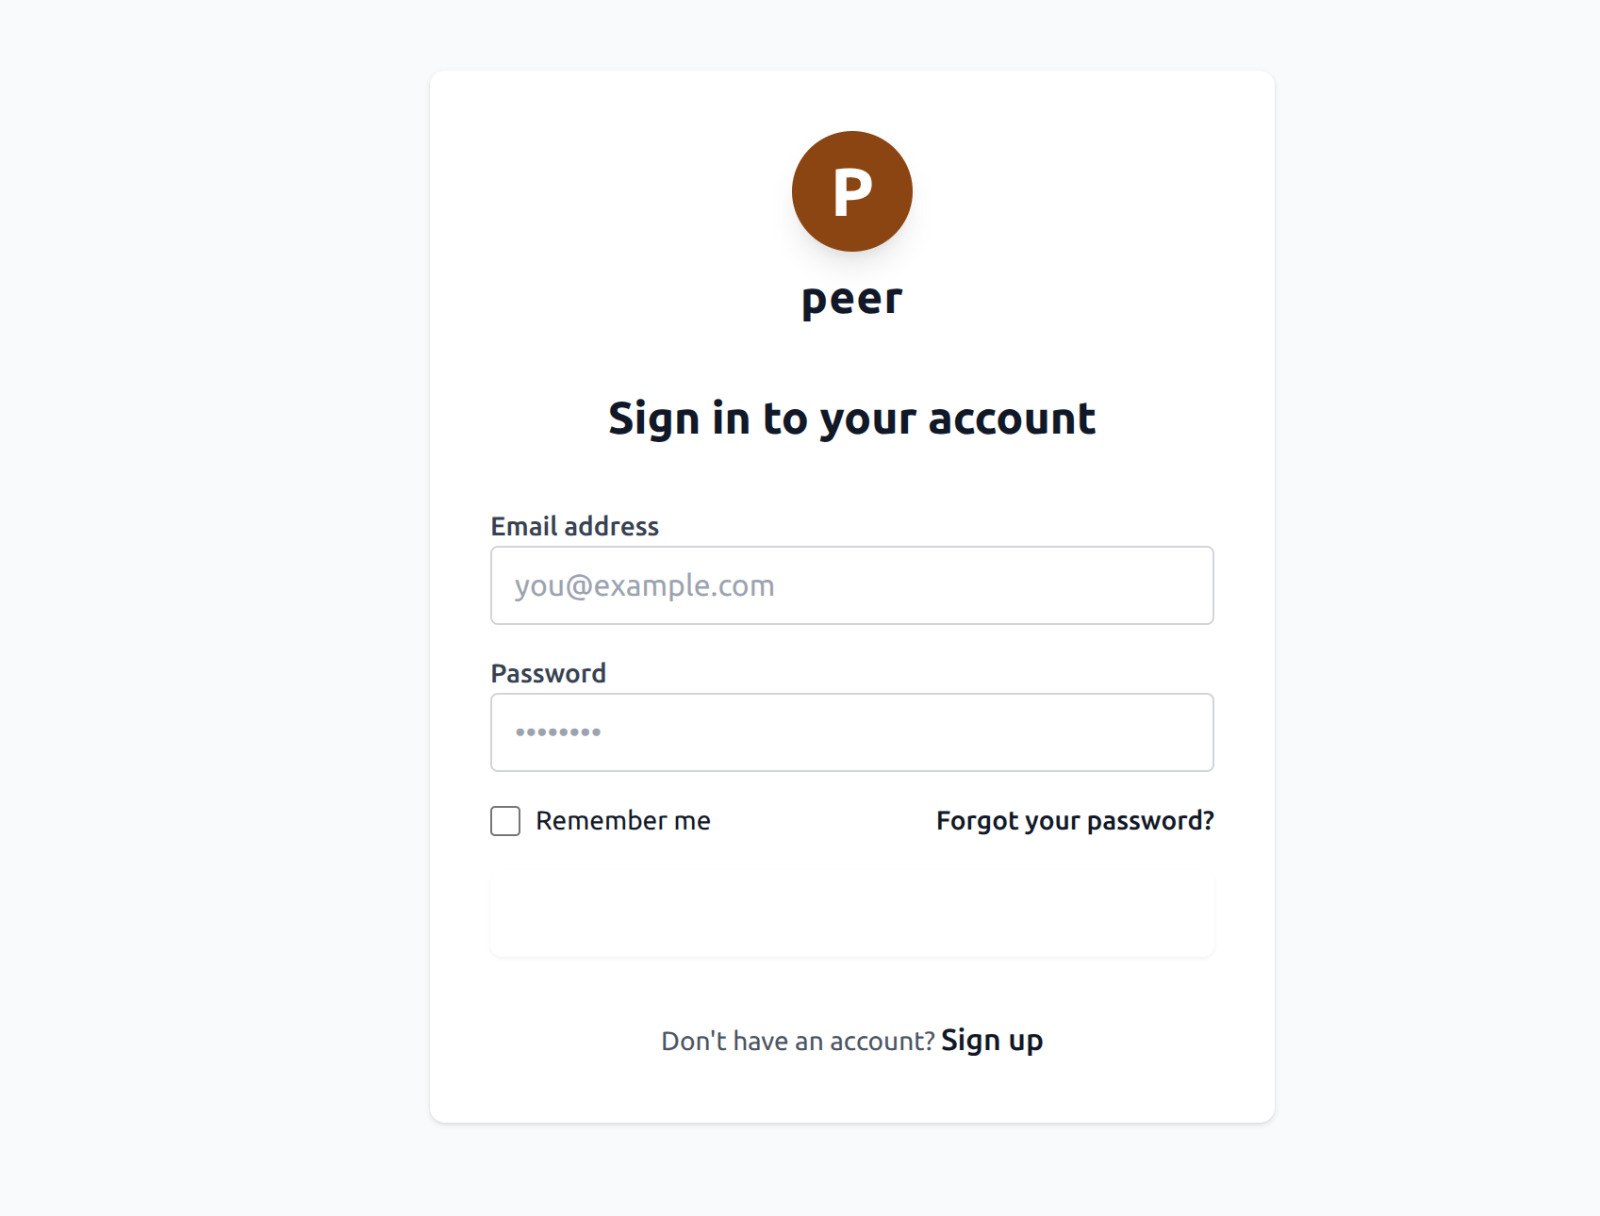 P
peer
Sign in to your account
Email address
you@example.com
Password
••••••••
Remember me
Forgot your password?
Don't have an account? Sign up